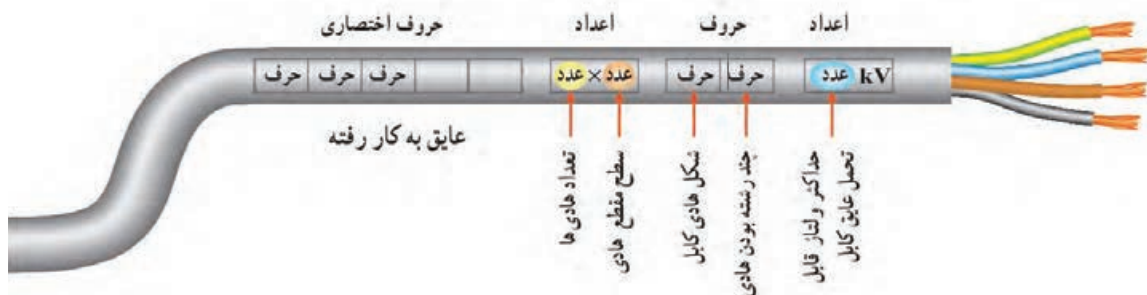 حروف اختصاری
اعداد
حروف
اعداد
حرف حرف حرف
عدد × عدد
حرف حرف
عدد kV
عایق به کار رفته
تعداد هادی ها
سطح مقطع هادی
شکل هادی کابل
چند رشته بودن هادی
حداکثر ولتاژ قابل
تحمل عایق کابل